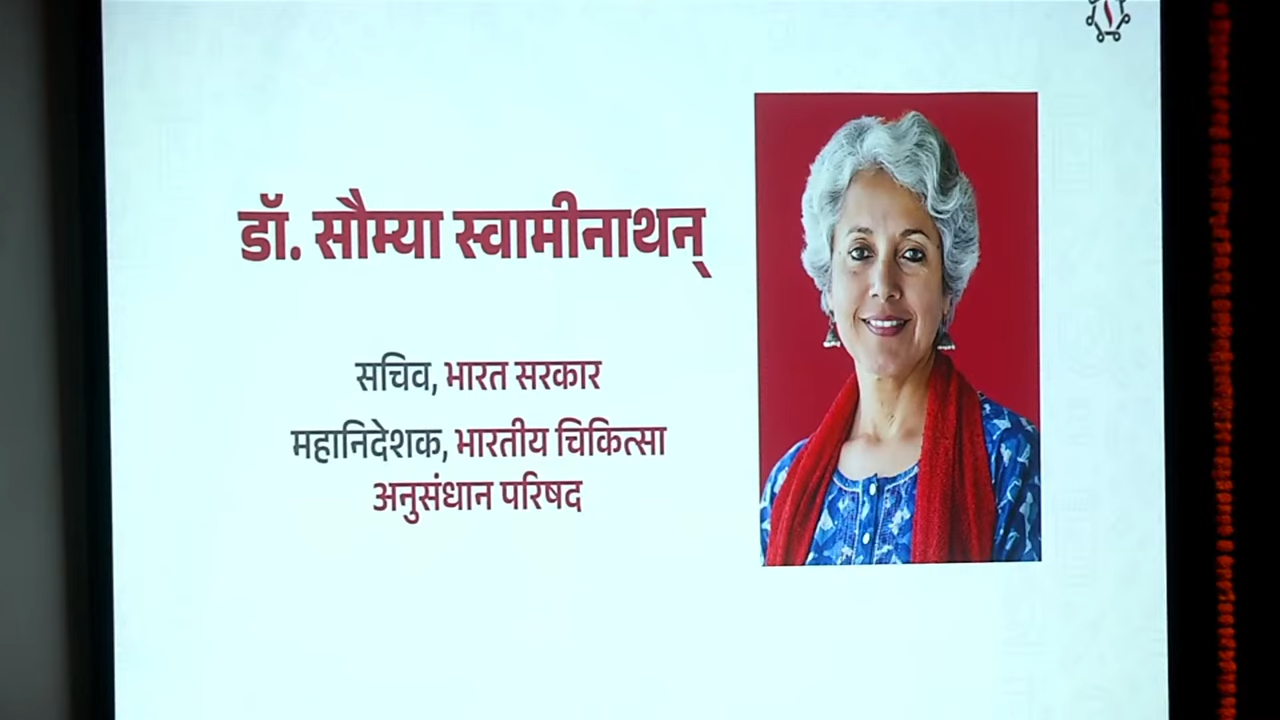 डॉ. सौम्या स्वामीनाथन्
सचिव, भारत सरकार
महानिदेशक, भारतीय चिकित्सा
अनुसंधान परिषद